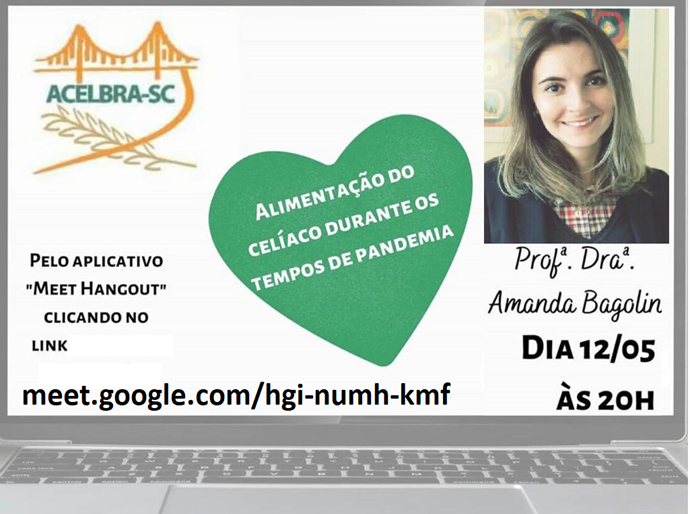 ACELBRA-SC
ALIMENTAÇÃO DO
CELÍACO DURANTE OS
TEMPOS DE PANDEMIA
PELO APLICATIVO
"MEET HANGOUT"
CLICANDO NO
LINK
meet.google.com/hgi-numh-kmf
Profª. Draª.
Amanda Bagolin
DIA 12/05
ÀS 20H